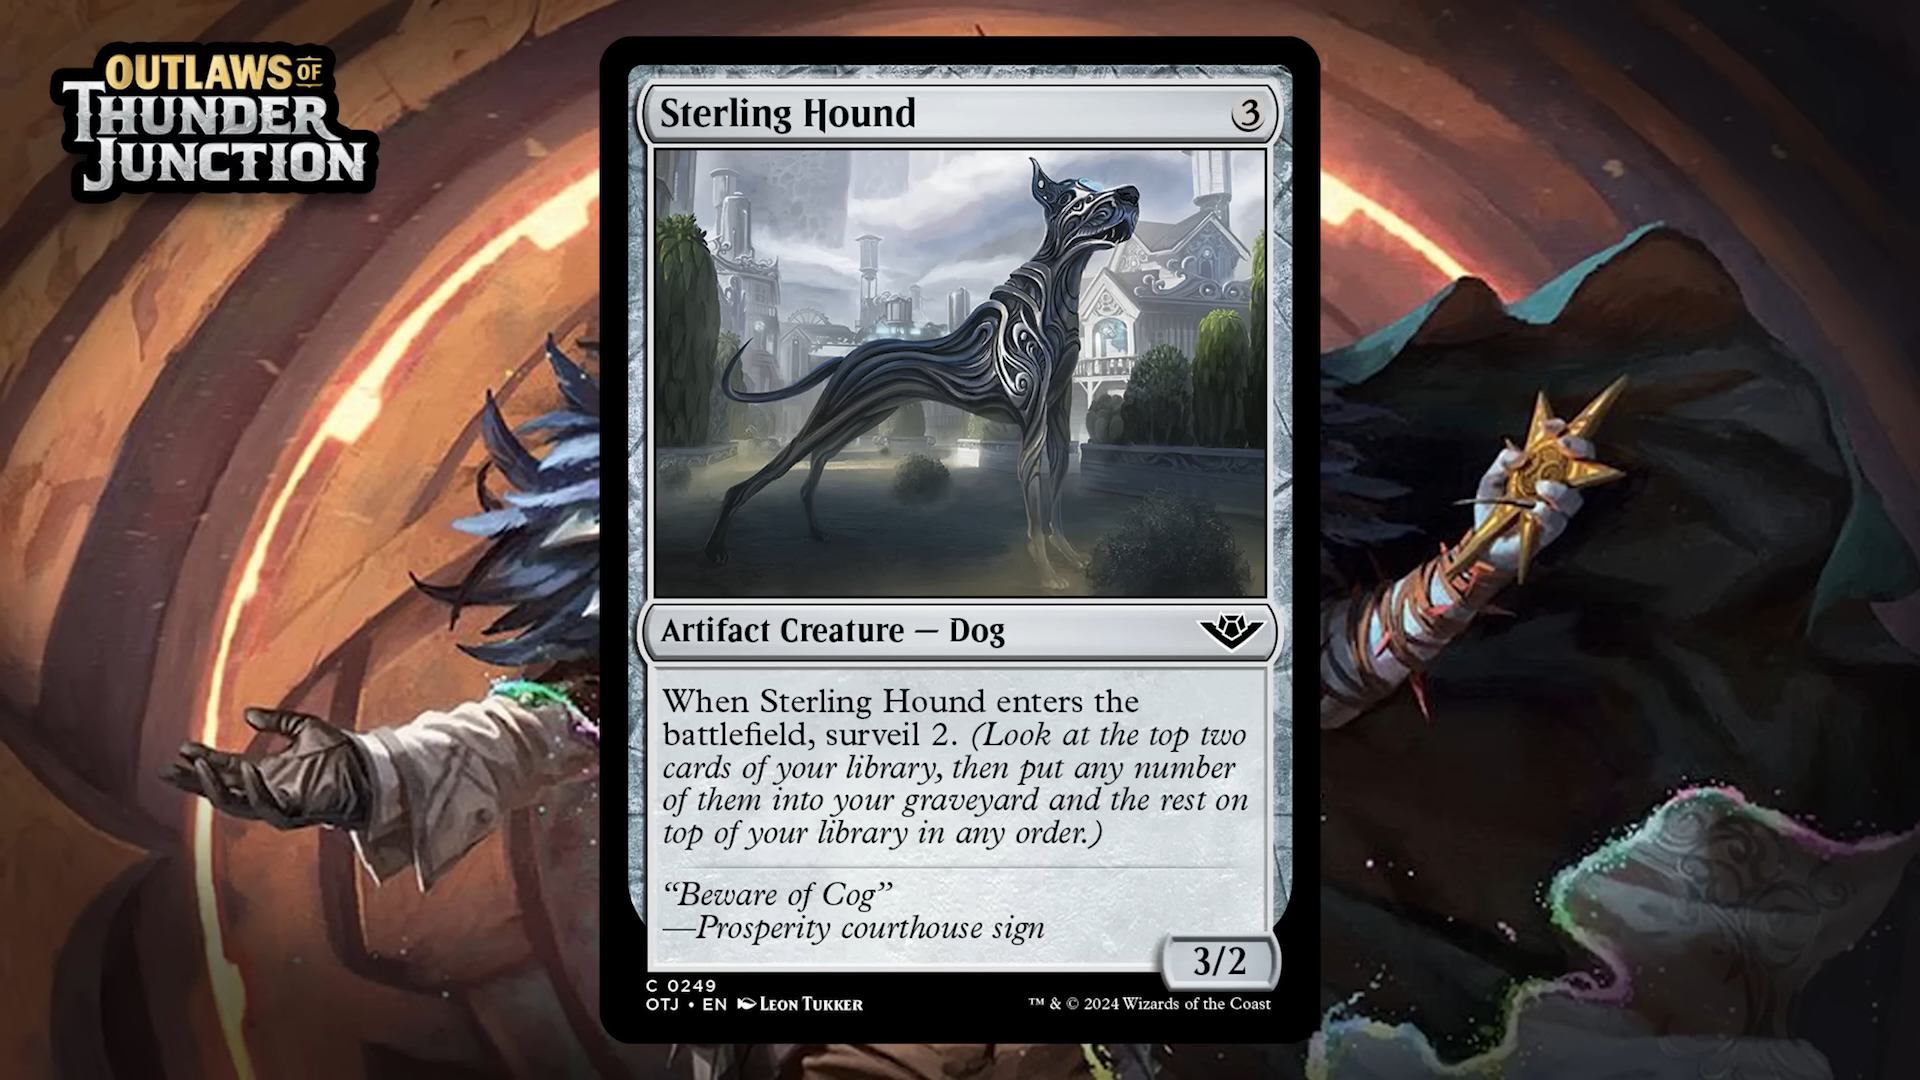 OUTLAWS OF
THUNDER
JUNCTION
Sterling Hound 3
Artifact Creature — Dog
When Sterling Hound enters the
battlefield, surveil 2. (Look at the top two
cards of your library, then put any number
of them into your graveyard and the rest on
top of your library in any order.)
“Beware of Cog”
—Prosperity courthouse sign
3/2
C 0249
OTJ • EN Leon Tukker
™ & © 2024 Wizards of the Coast